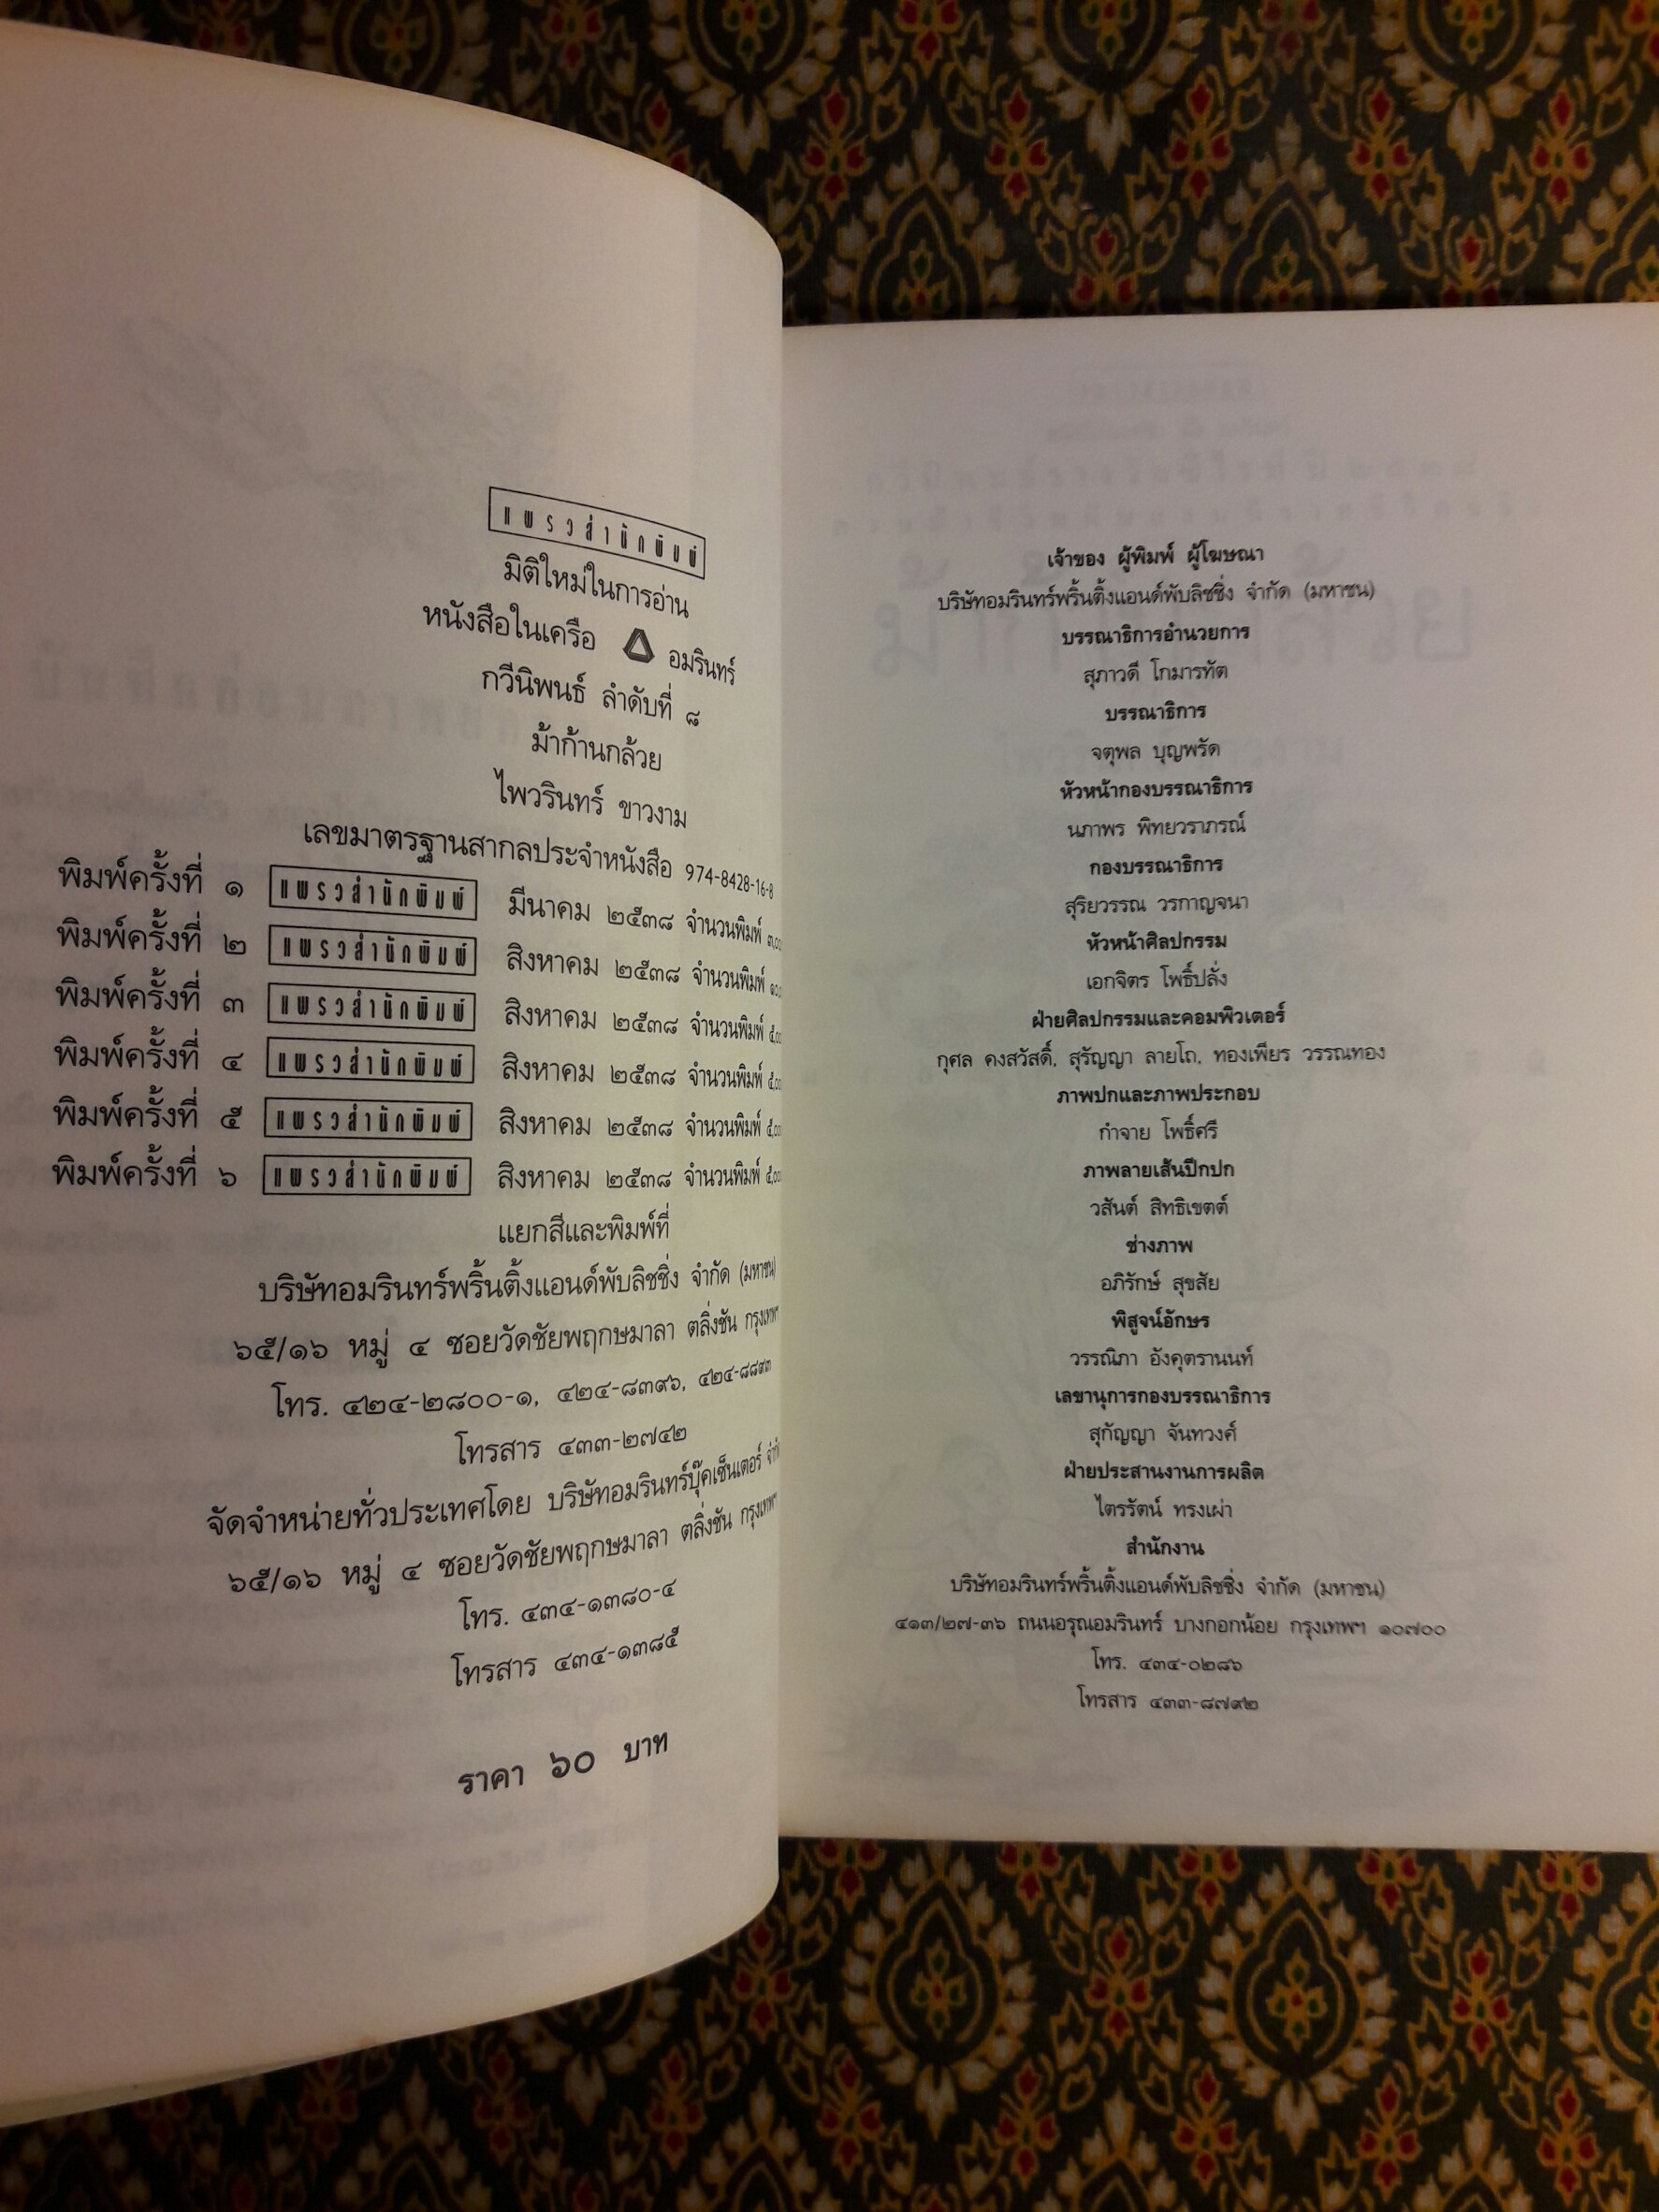 แพรวสำนักพิมพ์
มิติใหม่ในการอ่าน
หนังสือในเครือ อมรินทร์
กวีนิพนธ์ ลำดับที่ ๘
ม้าก้านกล้วย
ไพวรินทร์ ขาวงาม
เลขมาตรฐานสากลประจำหนังสือ 974-8428-16-8
พิมพ์ครั้งที่ ๑ แพรวสำนักพิมพ์ มีนาคม ๒๕๓๘ จำนวนพิมพ์
พิมพ์ครั้งที่ ๒ แพรวสำนักพิมพ์ สิงหาคม ๒๕๓๘ จำนวนพิมพ์
พิมพ์ครั้งที่ ๓ แพรวสำนักพิมพ์ สิงหาคม ๒๕๓๘ จำนวนพิมพ์
พิมพ์ครั้งที่ ๔ แพรวสำนักพิมพ์ สิงหาคม ๒๕๓๘ จำนวนพิมพ์
พิมพ์ครั้งที่ ๕ แพรวสำนักพิมพ์ สิงหาคม ๒๕๓๘ จำนวนพิมพ์
พิมพ์ครั้งที่ ๖ แพรวสำนักพิมพ์ สิงหาคม ๒๕๓๘ จำนวนพิมพ์
แยกสีและพิมพ์ที่
บริษัทอมรินทร์พริ้นติ้งแอนด์พับลิชชิ่ง จำกัด (มหาชน)
๖๕/๑๖ หมู่ ๔ ซอยวัดชัยพฤกษมาลา ตลิ่งชัน กรุงเทพฯ
โทร. ๔๒๔-๒๘๐๐-๑, ๔๒๔-๘๓๙๖, ๔๒๔-๘๘๙๓
โทรสาร ๔๓๓-๒๗๔๒
จัดจำหน่ายทั่วประเทศโดย บริษัทอมรินทร์บุ๊คเซ็นเตอร์
๖๕/๑๖ หมู่ ๔ ซอยวัดชัยพฤกษมาลา ตลิ่งชัน กรุงเทพฯ
โทร. ๔๓๔-๑๓๘๐-๔
โทรสาร ๔๓๔-๑๓๘๕
ราคา ๖๐ บาท
เจ้าของ ผู้พิมพ์ ผู้โฆษณา
บริษัทอมรินทร์พริ้นติ้งแอนด์พับลิชชิ่ง จำกัด (มหาชน)
บรรณาธิการอำนวยการ
สุภาวดี โกมารทัต
บรรณาธิการ
จตุพล บุญพรัด
หัวหน้ากองบรรณาธิการ
นภาพร พิทยวราภรณ์
กองบรรณาธิการ
สุริยวรรณ วรกาญจนา
หัวหน้าศิลปกรรม
เอกจิตร โพธิ์ปลั่ง
ฝ่ายศิลปกรรมและคอมพิวเตอร์
กุศล คงสวัสดิ์, สุรัญญา ลายโถ, ทองเพียร วรรณทอง
ภาพปกและภาพประกอบ
กำจาย โพธิ์ศรี
ภาพลายเส้นปีกปก
วสันต์ สิทธิเขตต์
ช่างภาพ
อภิรักษ์ สุขสัย
พิสูจน์อักษร
วรรณิภา อังคุตรานนท์
เลขานุการกองบรรณาธิการ
สุกัญญา จันทวงศ์
ฝ่ายประสานงานการผลิต
ไตรรัตน์ ทรงเผ่า
สำนักงาน
บริษัทอมรินทร์พริ้นติ้งแอนด์พับลิชชิ่ง จำกัด (มหาชน)
๔๑๓/๒๗-๓๖ ถนนอรุณอมรินทร์ บางกอกน้อย กรุงเทพฯ ๑๐๗๐๐
โทร. ๔๓๔-๐๒๘๖
โทรสาร ๔๓๓-๘๗๙๒